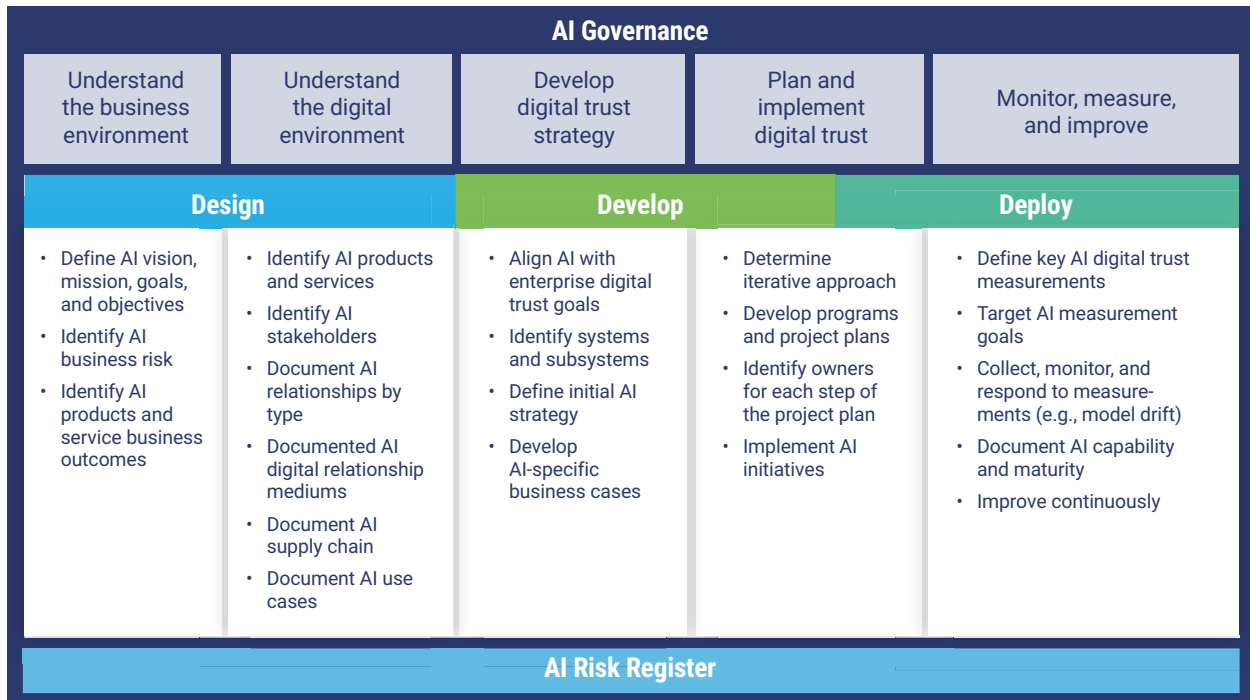 AI Governance
Understand
the business
environment
Understand
the digital
environment
Develop
digital trust
strategy
Plan and
implement
digital trust
Monitor, measure,
and improve
Design
Develop
Deploy
• Define AI vision,
mission, goals,
and objectives
• Identify AI
business risk
• Identify AI
products and
service business
outcomes
• Identify AI products
and services
• Identify AI
stakeholders
• Document AI
relationships by
type
• Documented AI
digital relationship
mediums
• Document AI
supply chain
• Document AI use
cases
• Align AI with
enterprise digital
trust goals
• Identify systems
and subsystems
• Define initial AI
strategy
• Develop
AI-specific
business cases
• Determine
iterative approach
• Develop programs
and project plans
• Identify owners
for each step of
the project plan
• Implement AI
initiatives
• Define key AI digital trust
measurements
• Target AI measurement
goals
• Collect, monitor, and
respond to measure-
ments (e.g., model drift)
• Document AI capability
and maturity
• Improve continuously
AI Risk Register